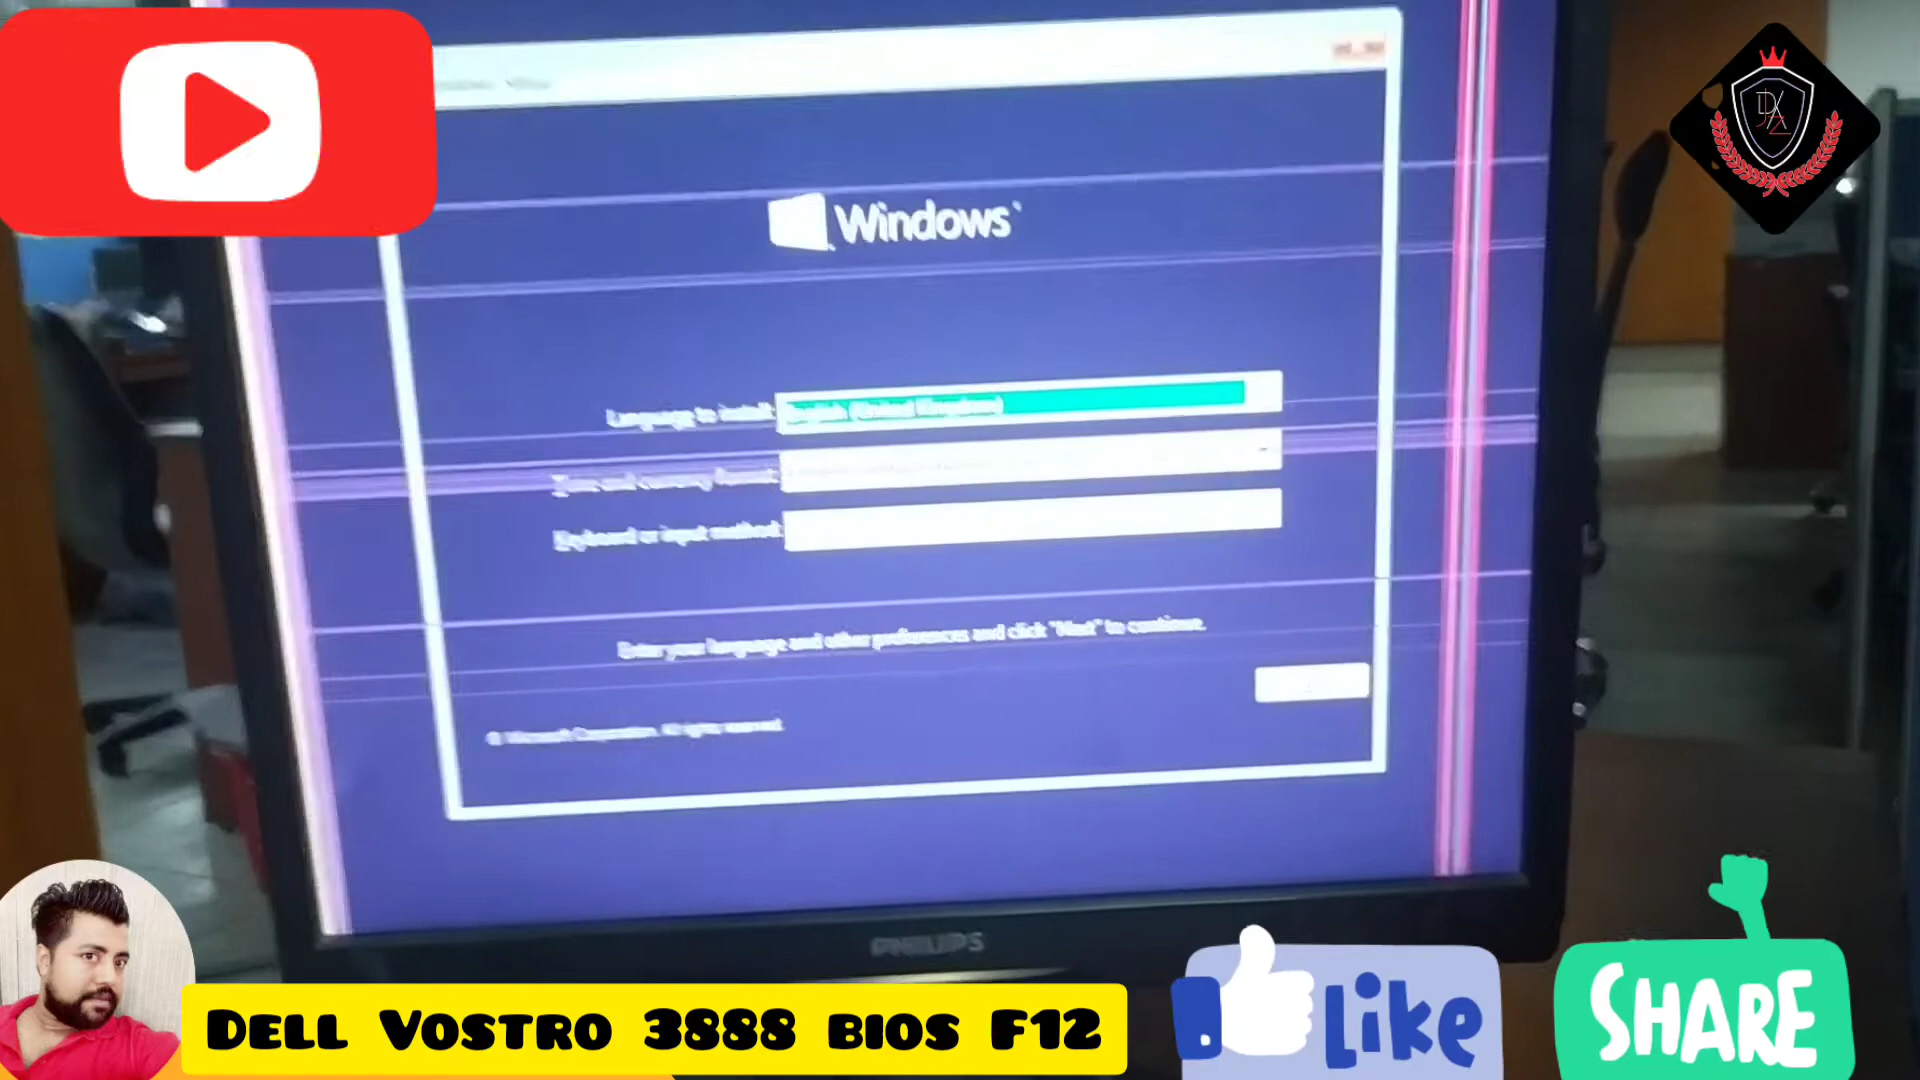 Windows
Language to install: English (United Kingdom)
Time and currency format:
Keyboard or input method:
Enter your language and other preferences and click "Next" to continue.
© Microsoft Corporation. All rights reserved.
PHILIPS
DELL VOSTRO 3888 BIOS F12
Like
SHARE